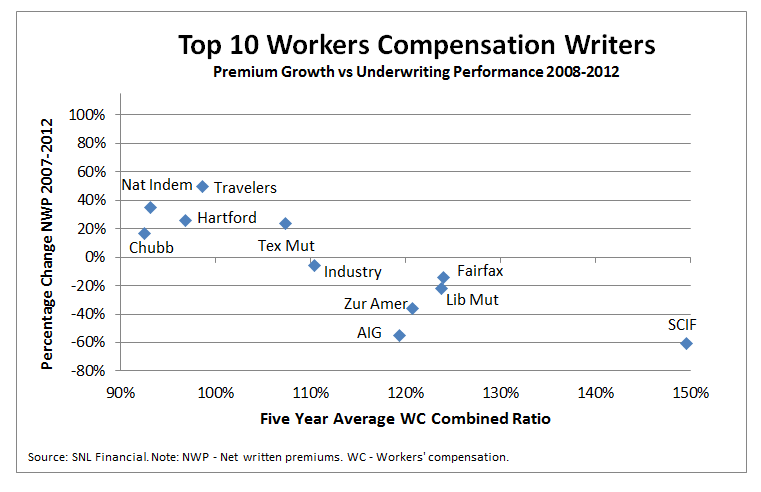 Top 10 Workers Compensation Writers
Premium Growth vs Underwriting Performance 2008-2012
Percentage Change NWP 2007-2012
100%
80%
60%
40%
20%
0%
-20%
-40%
-60%
-80%
Nat Indem
Travelers
Hartford
Chubb
Tex Mut
Industry
Fairfax
Lib Mut
Zur Amer
AIG
SCIF
90%
100%
110%
120%
130%
140%
150%
Five Year Average WC Combined Ratio
Source: SNL Financial. Note: NWP - Net written premiums. WC - Workers' compensation.